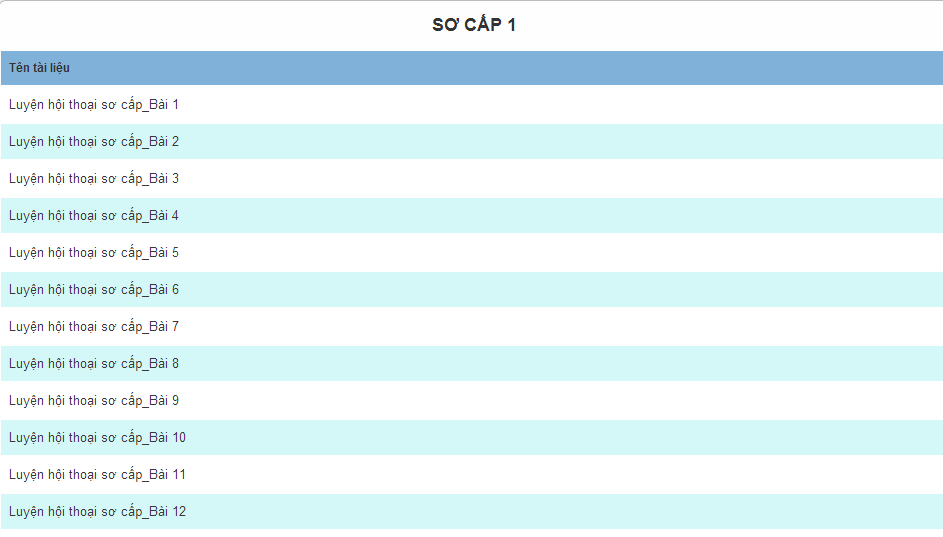 SƠ CẤP 1
Tên tài liệu
Luyện hội thoại sơ cấp_Bài 1
Luyện hội thoại sơ cấp_Bài 2
Luyện hội thoại sơ cấp_Bài 3
Luyện hội thoại sơ cấp_Bài 4
Luyện hội thoại sơ cấp_Bài 5
Luyện hội thoại sơ cấp_Bài 6
Luyện hội thoại sơ cấp_Bài 7
Luyện hội thoại sơ cấp_Bài 8
Luyện hội thoại sơ cấp_Bài 9
Luyện hội thoại sơ cấp_Bài 10
Luyện hội thoại sơ cấp_Bài 11
Luyện hội thoại sơ cấp_Bài 12